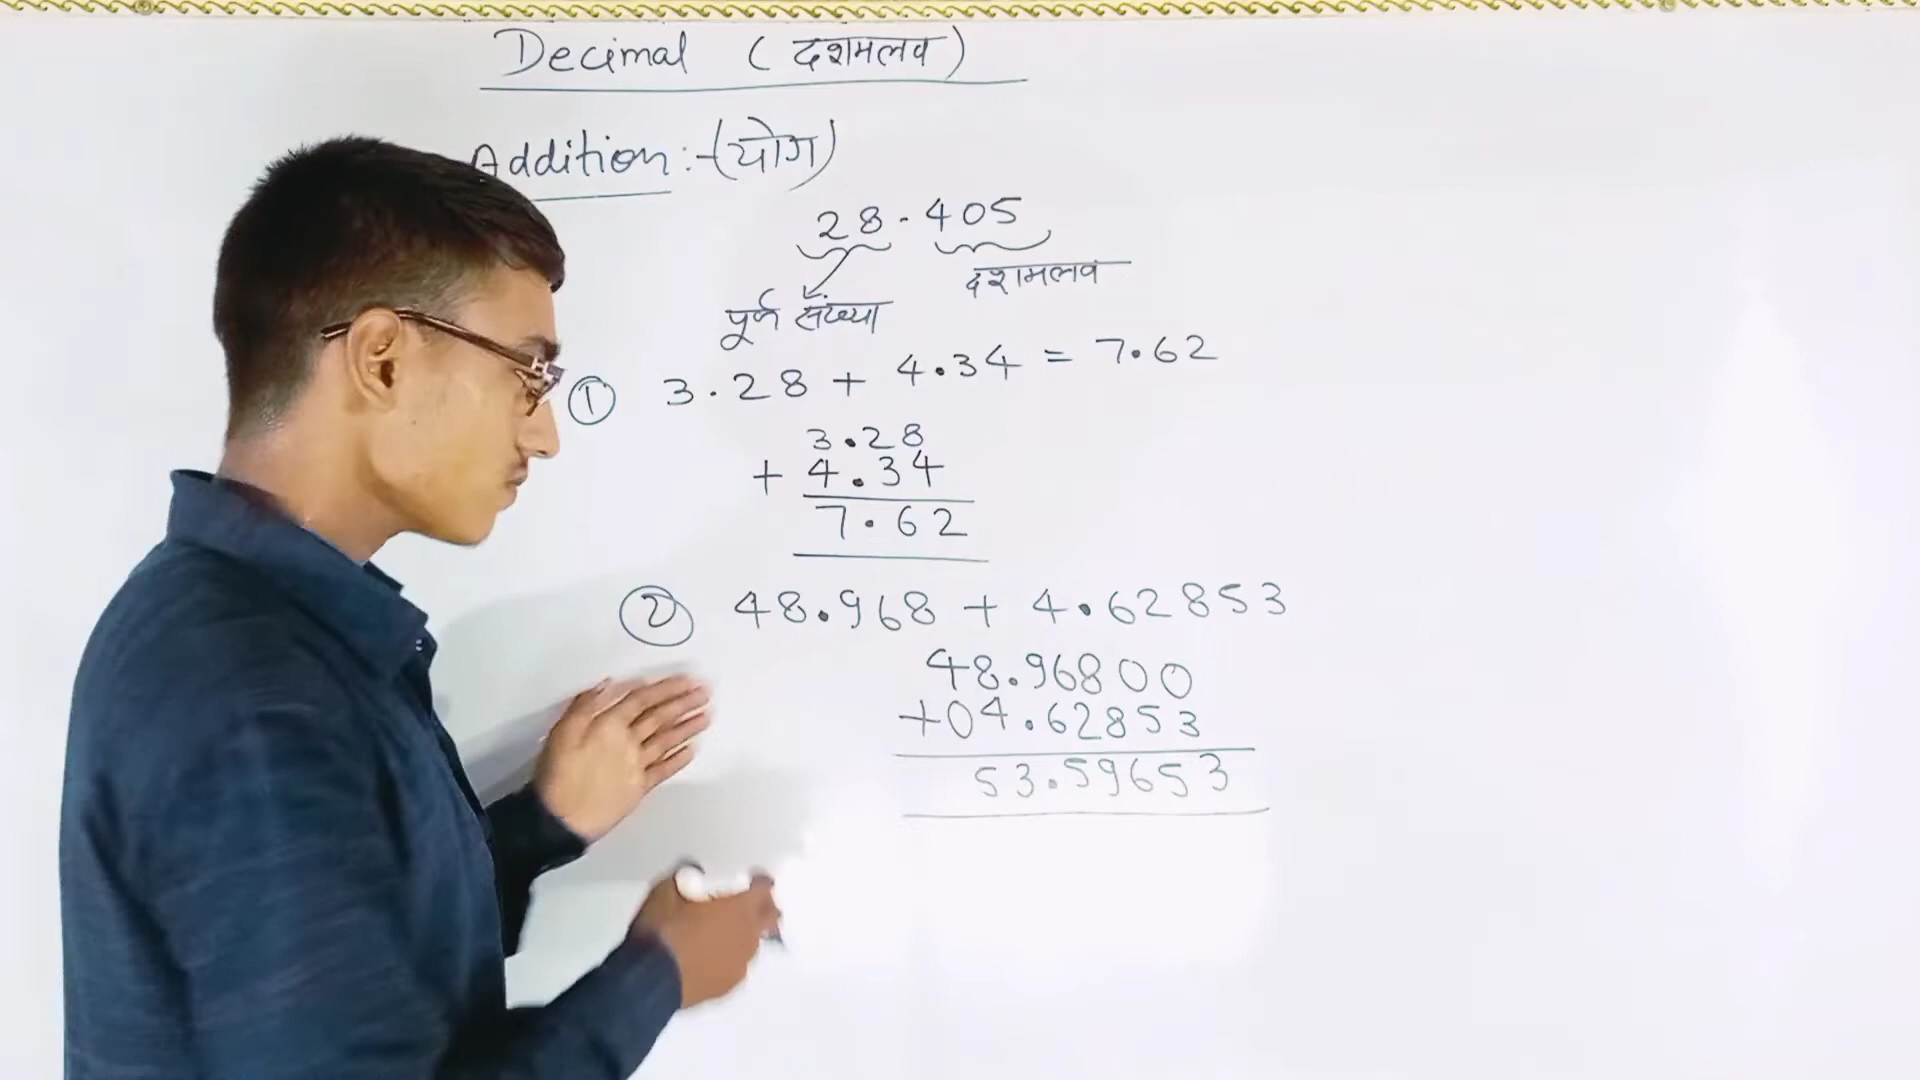 Decimal (दशमलव)
Addition:-(योग)
28.405
दशमलव
पूर्ण संख्या
① 3.28 + 4.34 = 7.62
3.28
+ 4.34
7.62
② 48.968 + 4.62853
48.96800
+04.62853
53.59653